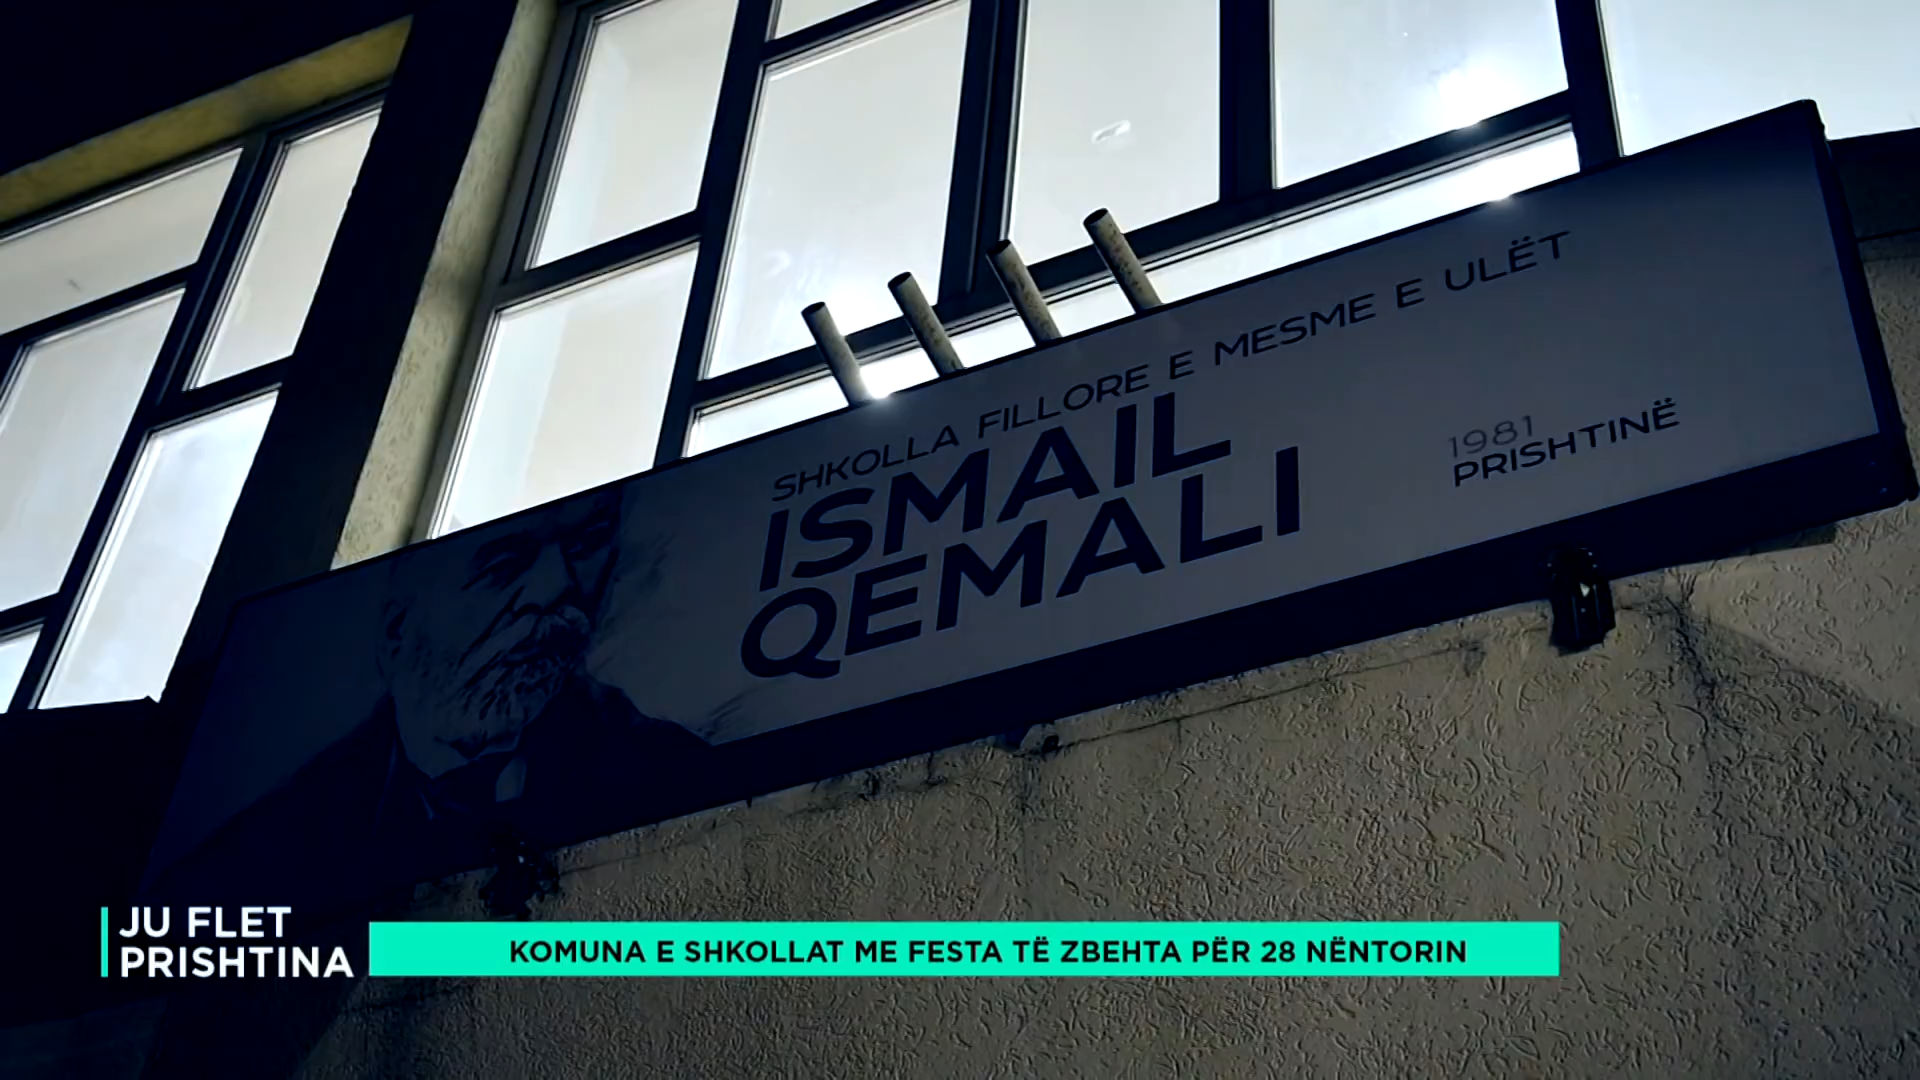 SHKOLLA FILLORE E MESME E ULËT
ISMAIL
QEMALI
1981
PRISHTINË
JU FLET
PRISHTINA
KOMUNA E SHKOLLAT ME FESTA TË ZBEHTA PËR 28 NËNTORIN